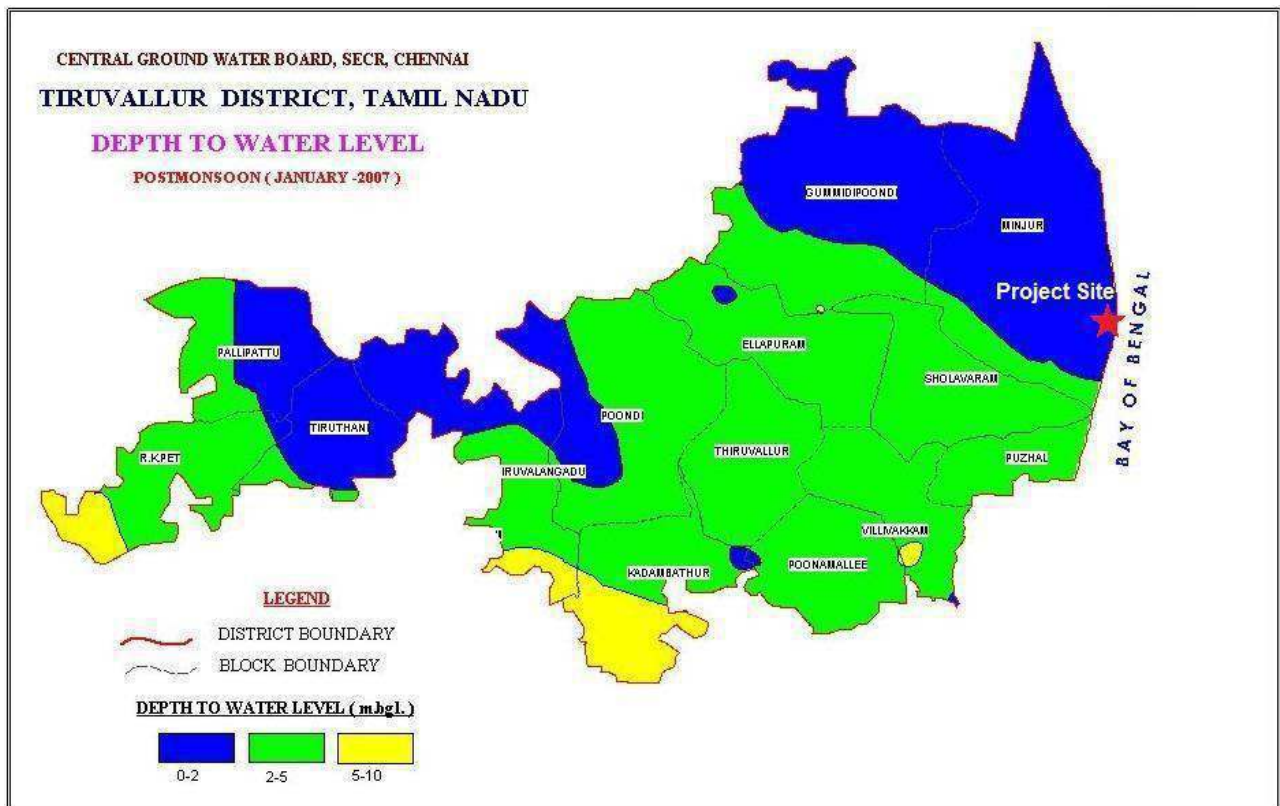 CENTRAL GROUND WATER BOARD, SECR, CHENNAI
TIRUVALLUR DISTRICT, TAMIL NADU
DEPTH TO WATER LEVEL
POSTMONSOON ( JANUARY -2007 )
GUMMIDIPOONDI
MINJUR
Project Site
BAY OF BENGAL
ELLAPURAM
PALLIPATTU
SHOLAVARAM
POONDI
TIRUTHANI
THIRUVALLUR
R.K.PET
IRUVALANGADU
PUZHAL
VILLIVAKKAM
POONAMALLEE
KADAMBATHUR
LEGEND
DISTRICT BOUNDARY
BLOCK BOUNDARY
DEPTH TO WATER LEVEL ( m.bgl. )
0-2
2-5
5-10